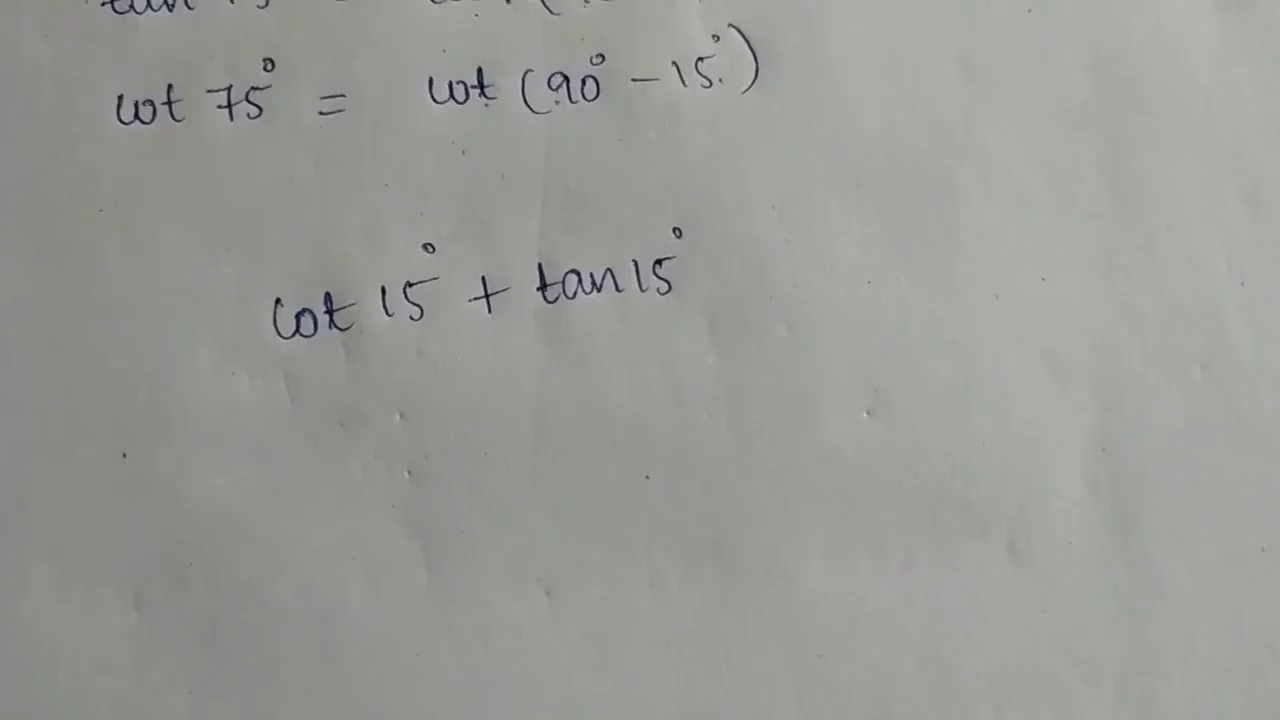 cot 75° = cot (90° - 15°)
cot 15° + tan 15°